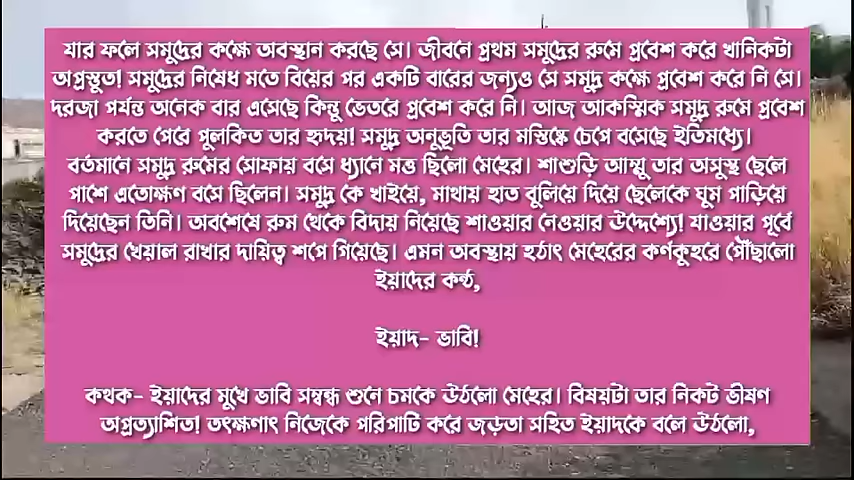 যার ফলে সমুদ্রের কক্ষে অবস্থান করছে সে। জীবনে প্রথম সমুদ্রের রুমে প্রবেশ করে খানিকটা
অপ্রস্তুত! সমুদ্রের নিষেধ মতে বিয়ের পর একটি বারের জন্যও সে সমুদ্র কক্ষে প্রবেশ করে নি সে।
দরজা পর্যন্ত অনেক বার এসেছে কিন্তু ভেতরে প্রবেশ করে নি। আজ আকস্মিক সমুদ্র রুমে প্রবেশ
করতে পেরে পুলকিত তার হৃদয়! সমুদ্র অনুভূতি তার মস্তিষ্কে চেপে বসেছে ইতিমধ্যে।
বর্তমানে সমুদ্র রুমের সোফায় বসে ধ্যানে মত্ত ছিলো মেহের। শাশুড়ি আম্মু তার অসুস্থ ছেলে
পাশে এতোক্ষণ বসে ছিলেন। সমুদ্র কে খাইয়ে, মাথায় হাত বুলিয়ে দিয়ে ছেলেকে ঘুম পাড়িয়ে
দিয়েছেন তিনি। অবশেষে রুম থেকে বিদায় নিয়েছে শাওয়ার নেওয়ার উদ্দেশ্যে! যাওয়ার পূর্বে
সমুদ্রের খেয়াল রাখার দায়িত্ব শপে গিয়েছে। এমন অবস্থায় হঠাৎ মেহেরের কর্ণকুহরে পৌঁছালো
ইয়াদের কন্ঠ,
ইয়াদ- ভাবি!
কথক- ইয়াদের মুখে ভাবি সম্বন্ধ শুনে চমকে উঠলো মেহের। বিষয়টা তার নিকট ভীষণ
অপ্রত্যাশিত! তৎক্ষণাৎ নিজেকে পরিপাটি করে জড়তা সহিত ইয়াদকে বলে উঠলো,